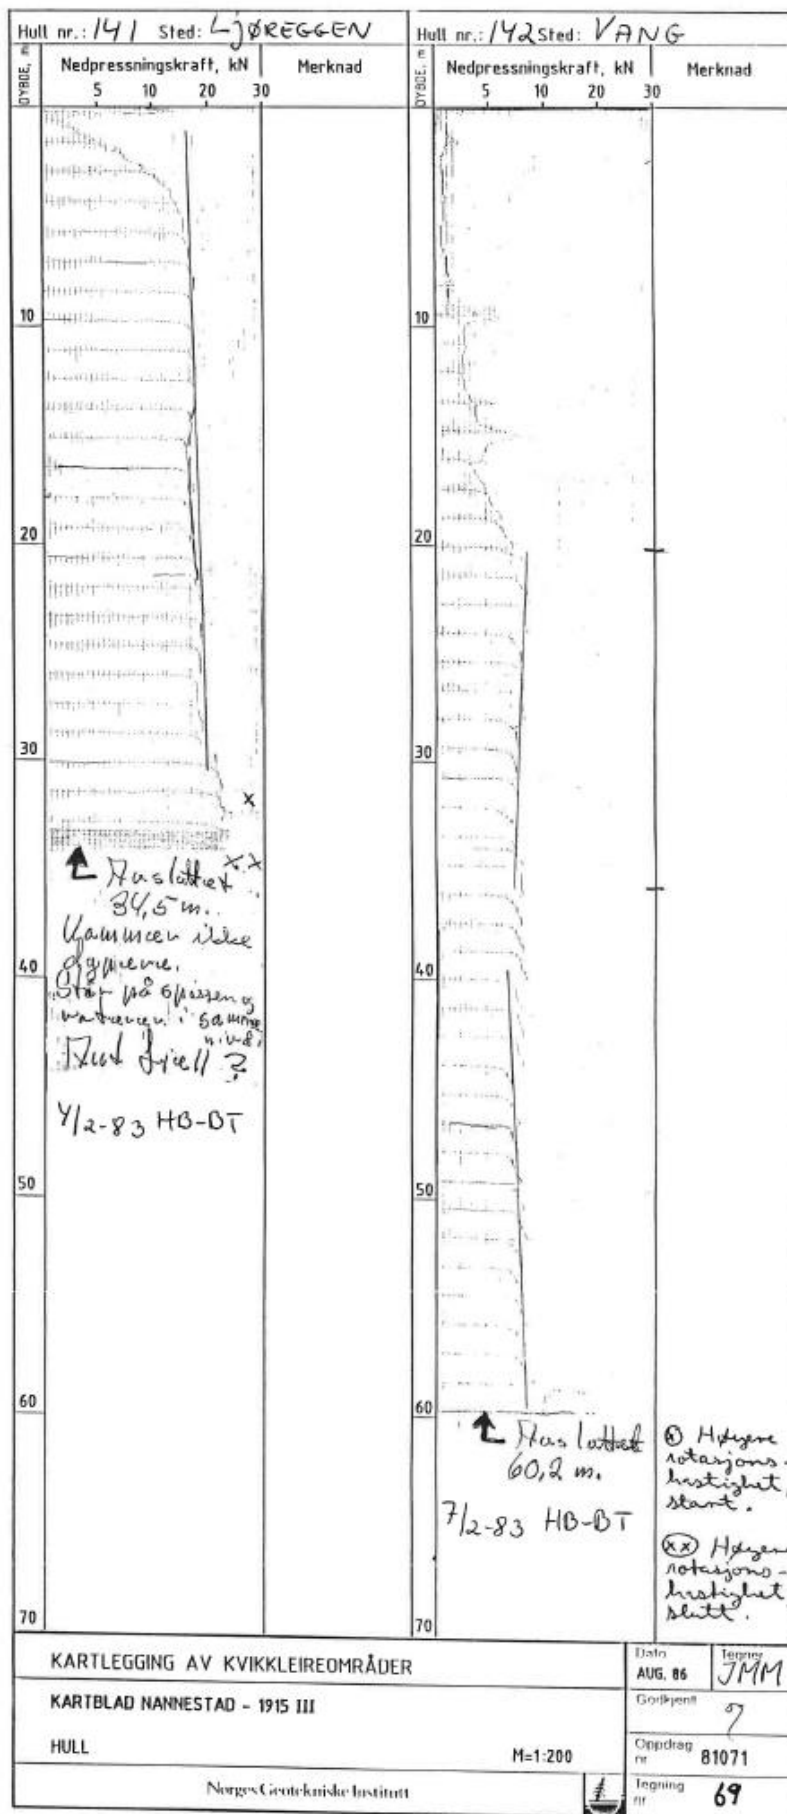 Hull nr.: 141 Sted: LJØREGGEN
DYBDE, m
Nedpressningskraft, kN
Merknad
5 10 20 30
10
20
30
x
x x
Avsluttet
34,5 m.
Kommer ikke
dypere.
Står på spissen og
i samme
nivå.
Ant fjell ?
40
4/2-83 HB-BT
50
60
70
Hull nr.: 142 Sted: VANG
DYBDE, m
Nedpressningskraft, kN
Merknad
5 10 20 30
10
20
30
40
50
60
Avsluttet
60,2 m.
7/2-83 HB-BT
70
(x) Høyere
rotasjons-
hastighet,
start.
(xx) Høyere
rotasjons-
hastighet,
slutt.
KARTLEGGING AV KVIKKLEIREOMRÅDER
KARTBLAD NANNESTAD - 1915 III
HULL
M=1:200
Norges Geotekniske Institutt
Dato
AUG. 86
Tegner
JMM
Godkjent
Oppdrag
nr 81071
Tegning
nr 69